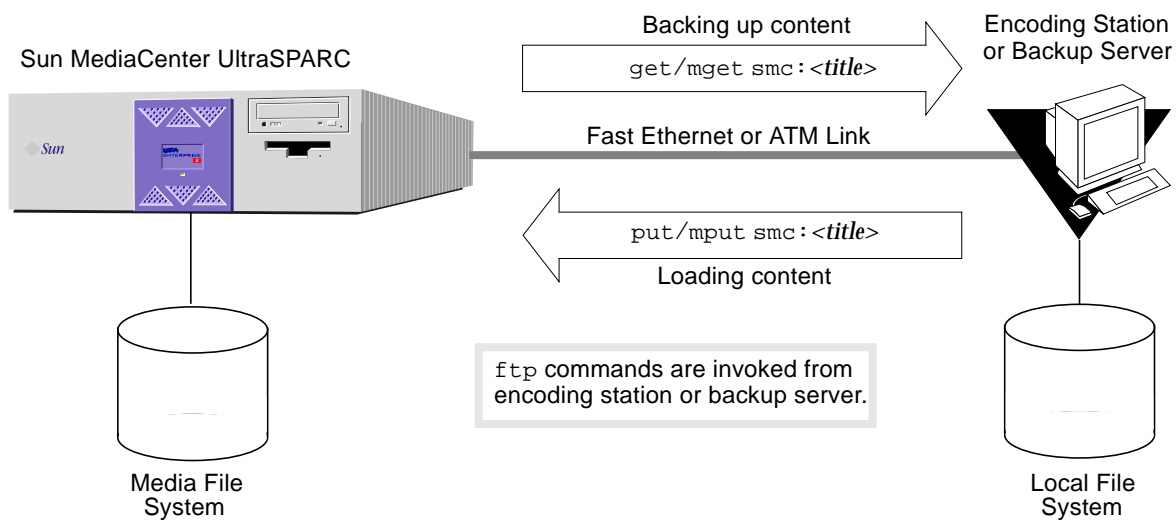 Backing up content
Encoding Station
or Backup Server
Sun MediaCenter UltraSPARC
get/mget smc:<title>
Fast Ethernet or ATM Link
Sun
ENTERPRISE
2
put/mput smc:<title>
Loading content
ftp commands are invoked from
encoding station or backup server.
Media File
System
Local File
System